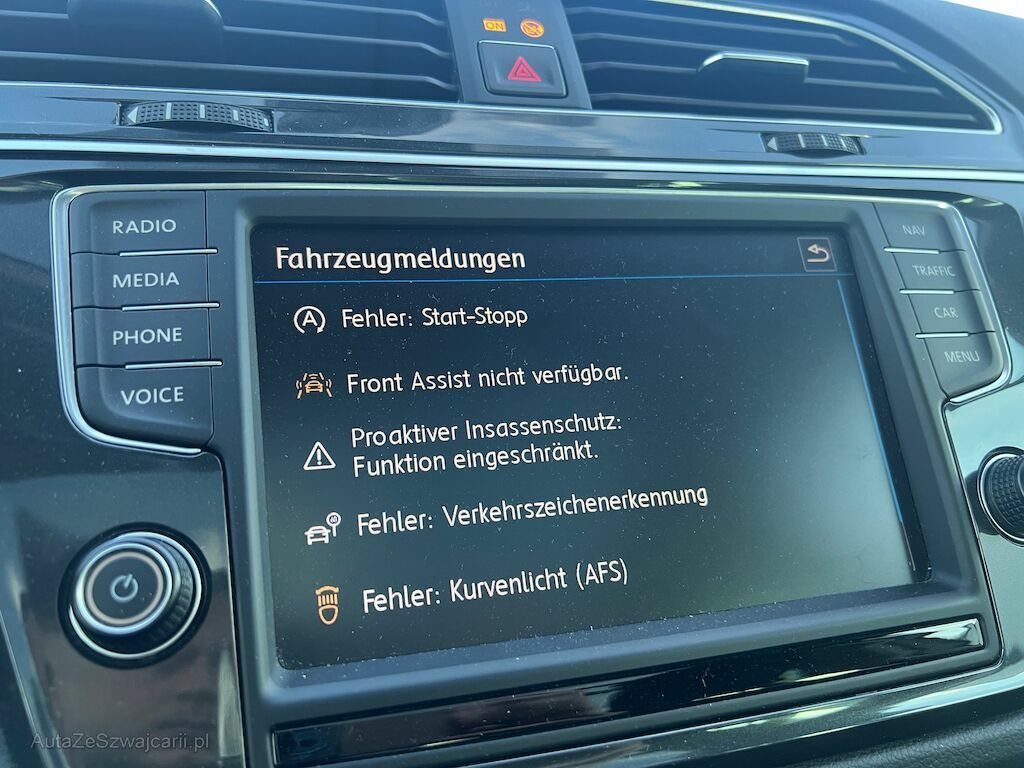 ON
RADIO
MEDIA
PHONE
VOICE
Fahrzeugmeldungen
Fehler: Start-Stopp
Front Assist nicht verfügbar.
Proaktiver Insassenschutz:
Funktion eingeschränkt.
Fehler: Verkehrszeichenerkennung
Fehler: Kurvenlicht (AFS)
NAV
TRAFFIC
CAR
MENU
AutaZeSzwajcarii.pl